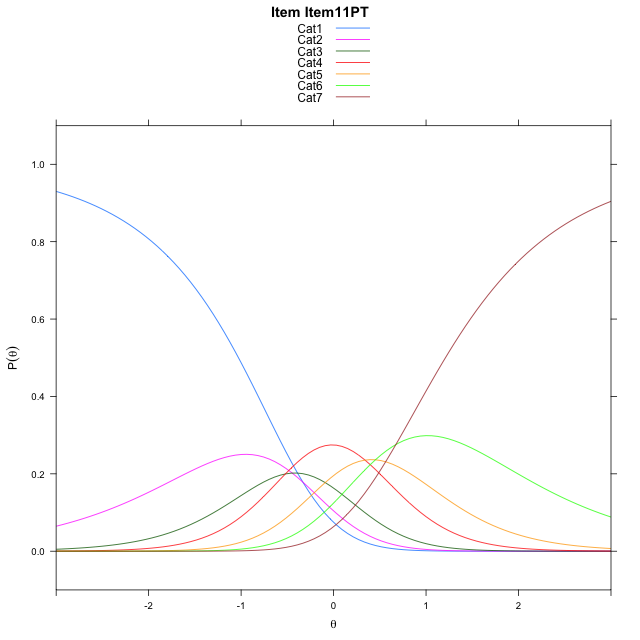 Item Item11PT
Cat1
Cat2
Cat3
Cat4
Cat5
Cat6
Cat7
1.0
0.8
0.6
0.4
0.2
0.0
P(θ)
-2 -1 0 1 2
θ